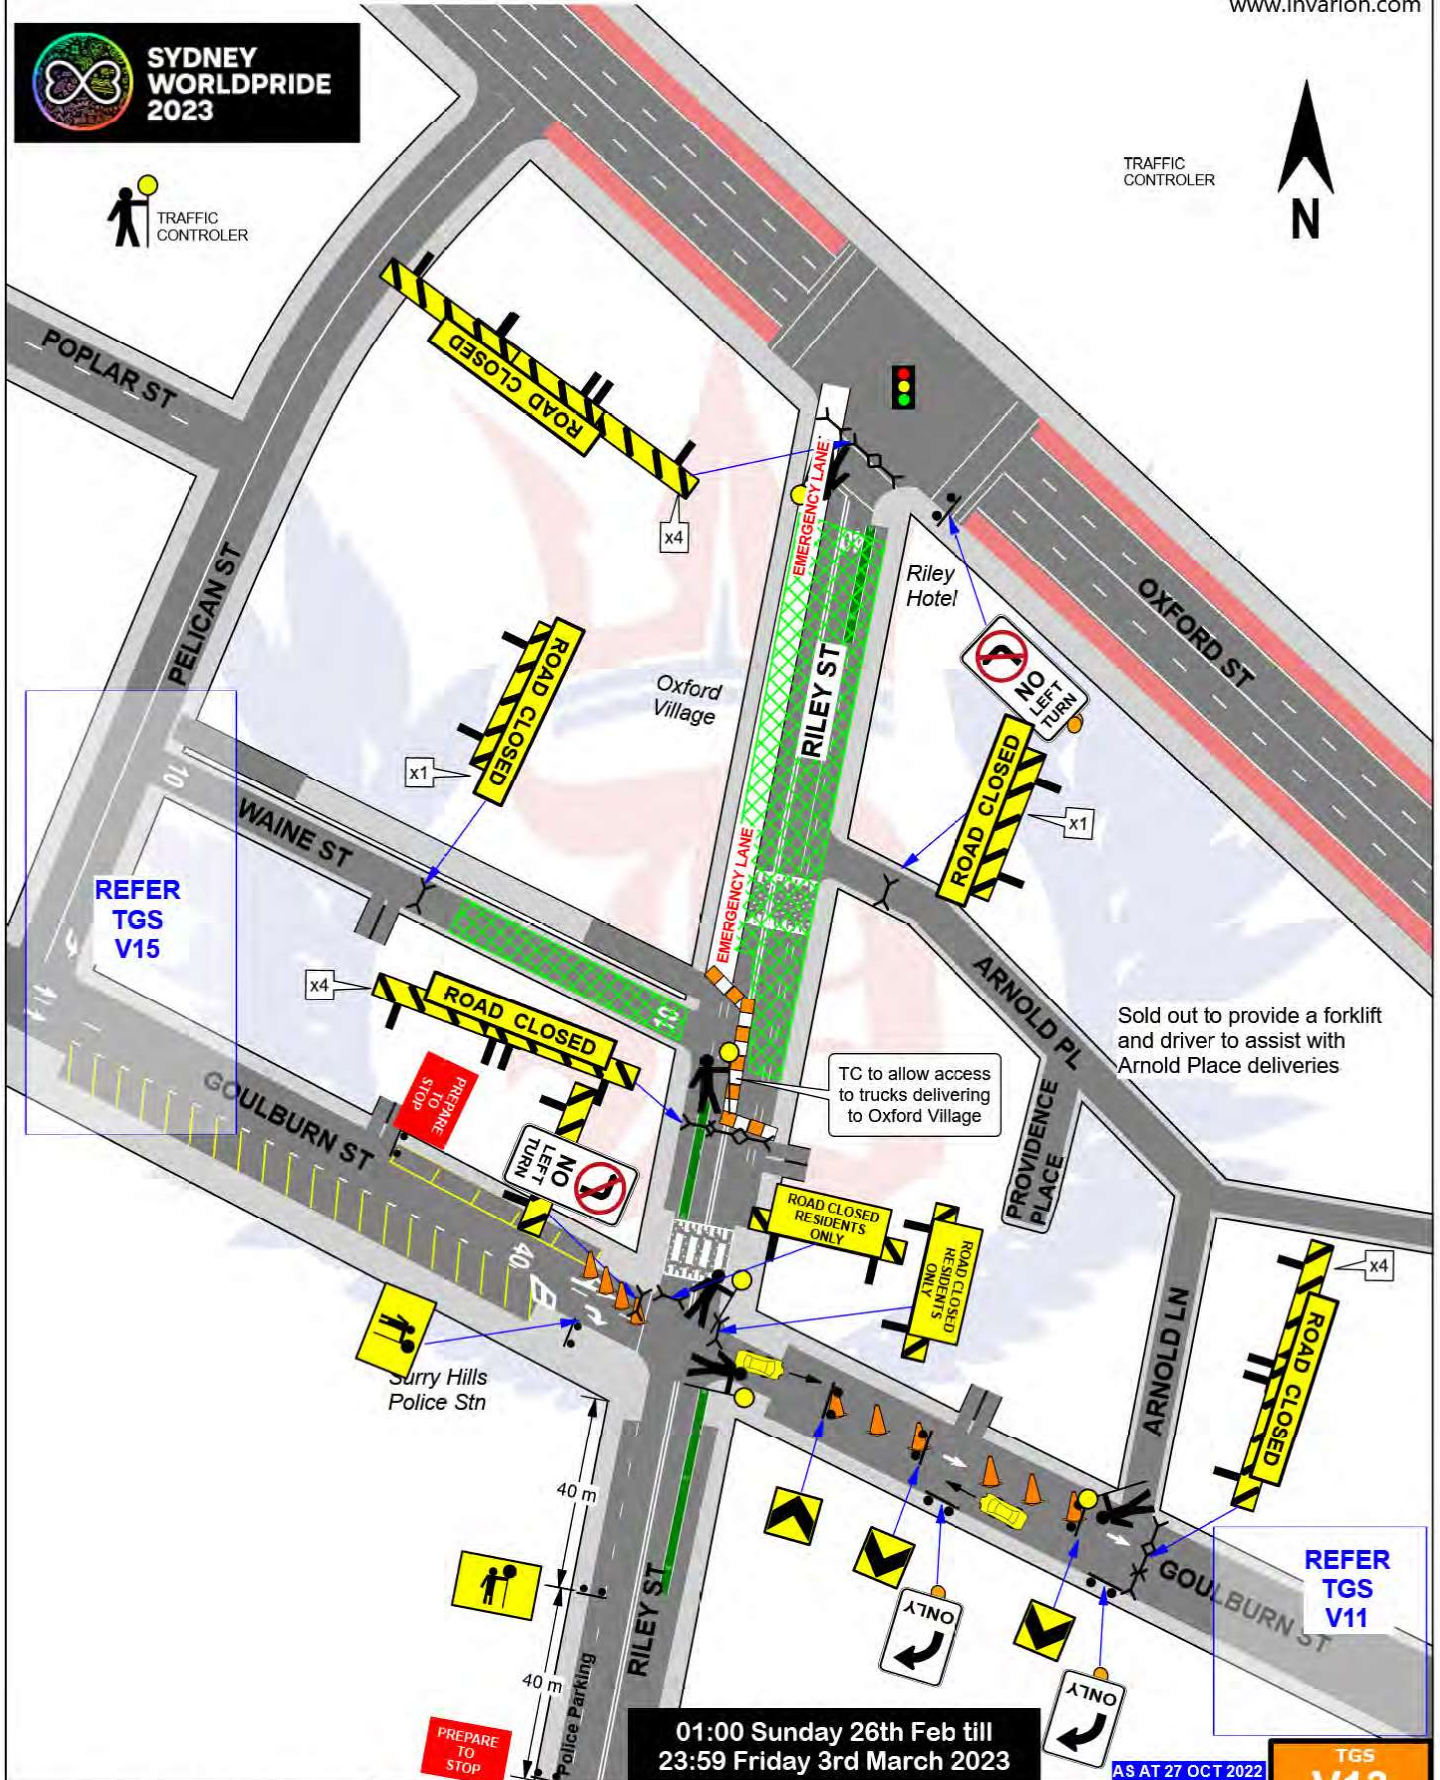 www.invarion.com
SYDNEY
WORLDPRIDE
2023
TRAFFIC
CONTROLER
TRAFFIC
CONTROLER
N
POPLAR ST
ROAD CLOSED
x4
EMERGENCY LANE
Riley
Hotel
OXFORD ST
PELICAN ST
ROAD CLOSED
x1
Oxford
Village
RILEY ST
NO
LEFT
TURN
ROAD CLOSED
x1
10
WAINE ST
EMERGENCY LANE
REFER
TGS
V15
x4
ROAD CLOSED
10
ARNOLD PL
Sold out to provide a forklift
and driver to assist with
Arnold Place deliveries
PREPARE
TO
STOP
TC to allow access
to trucks delivering
to Oxford Village
GOULBURN ST
NO
LEFT
TURN
PROVIDENCE
PLACE
ROAD CLOSED
RESIDENTS
ONLY
ROAD CLOSED
RESIDENTS
ONLY
40
x4
ROAD CLOSED
ARNOLD LN
Surry Hills
Police Stn
40 m
REFER
TGS
V11
GOULBURN ST
ONLY
ONLY
RILEY ST
40 m
Police Parking
PREPARE
TO
STOP
01:00 Sunday 26th Feb till
23:59 Friday 3rd March 2023
AS AT 27 OCT 2022
TGS